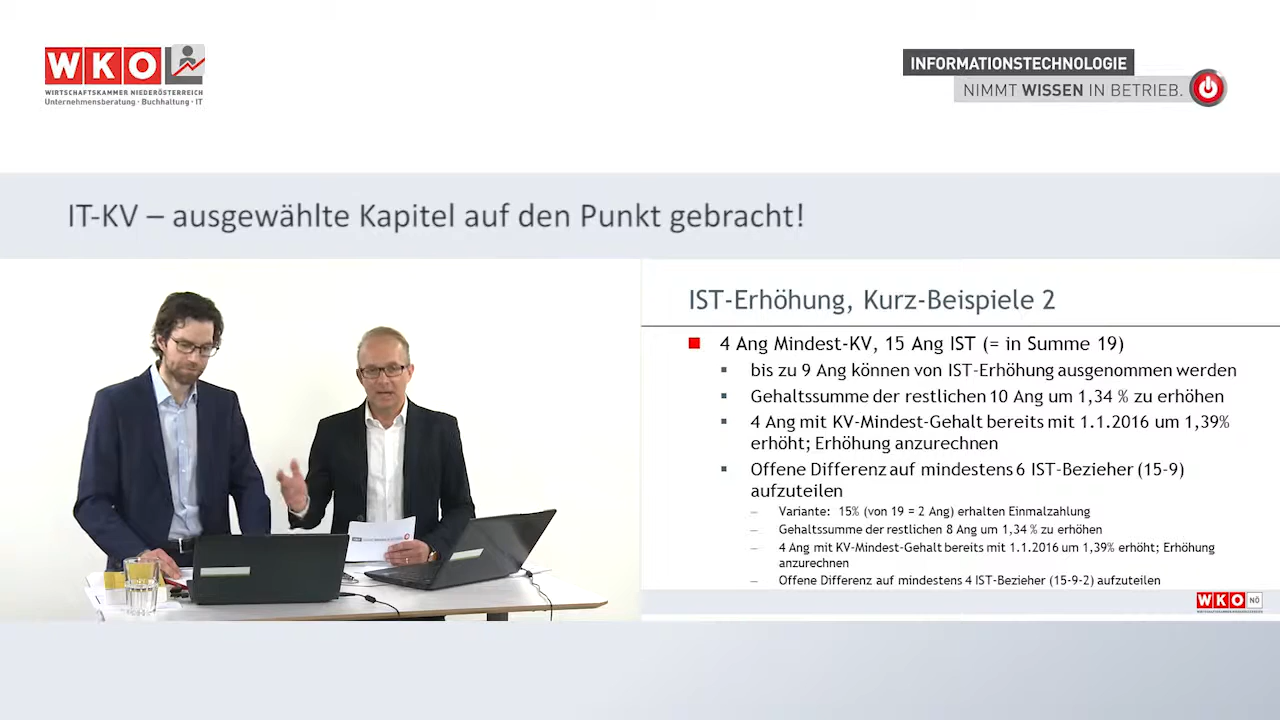 WKO
WIRTSCHAFTSKAMMER NIEDERÖSTERREICH
Unternehmensberatung · Buchhaltung · IT
INFORMATIONSTECHNOLOGIE
NIMMT WISSEN IN BETRIEB.
IT-KV – ausgewählte Kapitel auf den Punkt gebracht!
IST-Erhöhung, Kurz-Beispiele 2
4 Ang Mindest-KV, 15 Ang IST (= in Summe 19)
bis zu 9 Ang können von IST-Erhöhung ausgenommen werden
Gehaltssumme der restlichen 10 Ang um 1,34 % zu erhöhen
4 Ang mit KV-Mindest-Gehalt bereits mit 1.1.2016 um 1,39%
erhöht; Erhöhung anzurechnen
Offene Differenz auf mindestens 6 IST-Bezieher (15-9)
aufzuteilen
– Variante: 15% (von 19 = 2 Ang) erhalten Einmalzahlung
– Gehaltssumme der restlichen 8 Ang um 1,34 % zu erhöhen
– 4 Ang mit KV-Mindest-Gehalt bereits mit 1.1.2016 um 1,39% erhöht; Erhöhung
anzurechnen
– Offene Differenz auf mindestens 4 IST-Bezieher (15-9-2) aufzuteilen
WKO NÖ